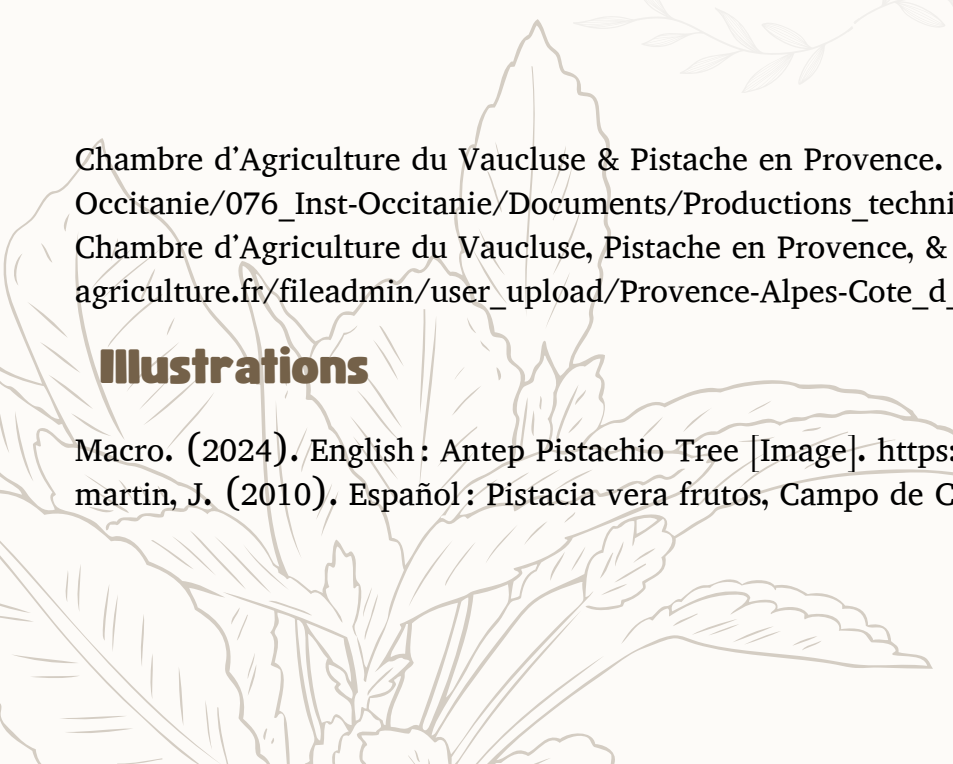 Chambre d’Agriculture du Vaucluse & Pistache en Provence.
Occitanie/076_Inst-Occitanie/Documents/Productions_techni
Chambre d’Agriculture du Vaucluse, Pistache en Provence, &
agriculture.fr/fileadmin/user_upload/Provence-Alpes-Cote_d_
Illustrations
Macro. (2024). English : Antep Pistachio Tree [Image]. https:
martin, J. (2010). Español : Pistacia vera frutos, Campo de C